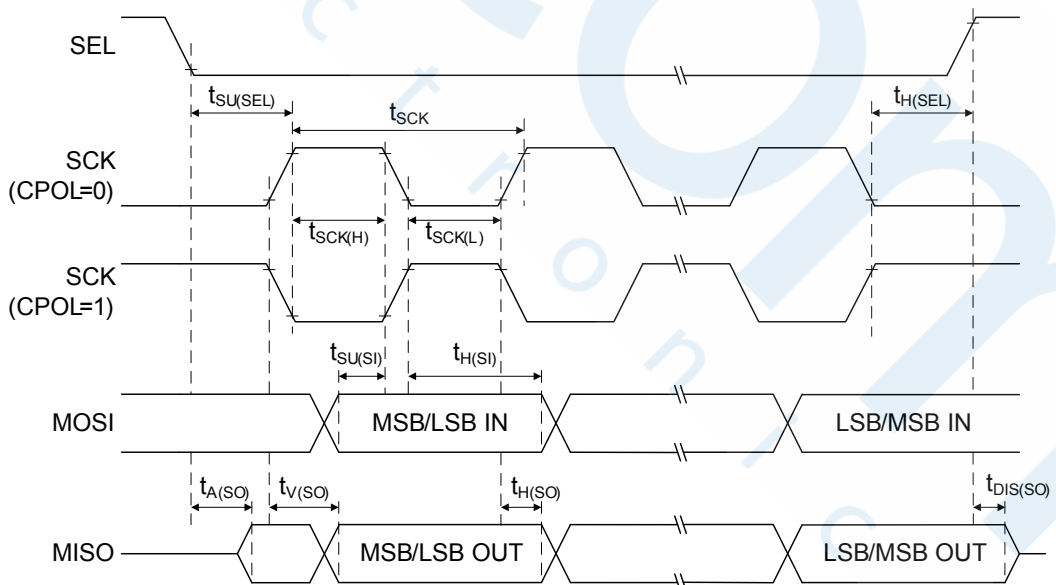 SEL
tSU(SEL)
tSCK
tH(SEL)
SCK
(CPOL=0)
tSCK(H)
tSCK(L)
SCK
(CPOL=1)
tSU(SI)
tH(SI)
MOSI
MSB/LSB IN
LSB/MSB IN
tA(SO)
tV(SO)
tH(SO)
tDIS(SO)
MISO
MSB/LSB OUT
LSB/MSB OUT